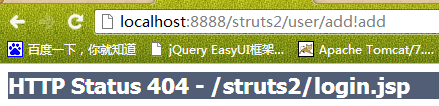 localhost:8888/struts2/user/add!add
百度一下，你就知道 jQuery EasyUI框架... Apache Tomcat/7....
HTTP Status 404 - /struts2/login.jsp